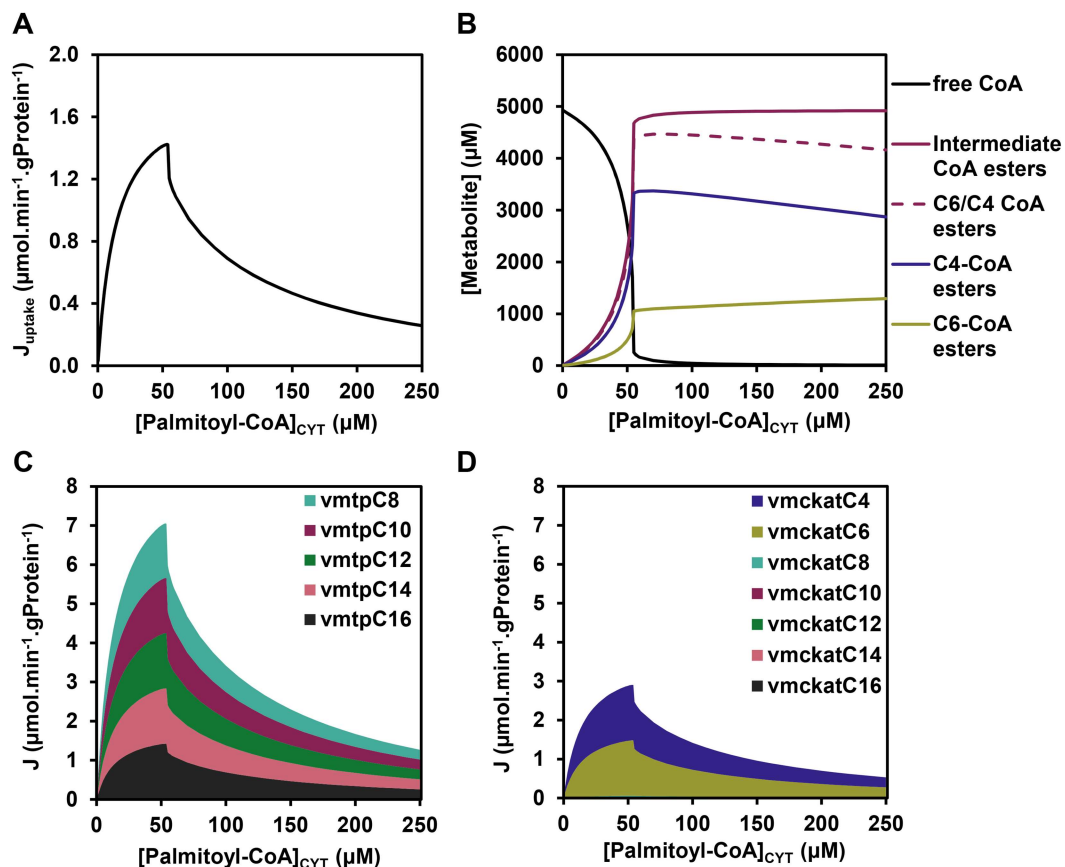 A
J_uptake (µmol.min⁻¹.gProtein⁻¹)
2.0
1.6
1.2
0.8
0.4
0.0
0 50 100 150 200 250
[Palmitoyl-CoA]_CYT (µM)
B
[Metabolite] (µM)
6000
5000
4000
3000
2000
1000
0
0 50 100 150 200 250
[Palmitoyl-CoA]_CYT (µM)
free CoA
Intermediate
CoA esters
C6/C4 CoA
esters
C4-CoA
esters
C6-CoA
esters
C
J (µmol.min⁻¹.gProtein⁻¹)
8
7
6
5
4
3
2
1
0
0 50 100 150 200 250
[Palmitoyl-CoA]_CYT (µM)
vmtpC8
vmtpC10
vmtpC12
vmtpC14
vmtpC16
D
J (µmol.min⁻¹.gProtein⁻¹)
8
7
6
5
4
3
2
1
0
0 50 100 150 200 250
[Palmitoyl-CoA]_CYT (µM)
vmckatC4
vmckatC6
vmckatC8
vmckatC10
vmckatC12
vmckatC14
vmckatC16